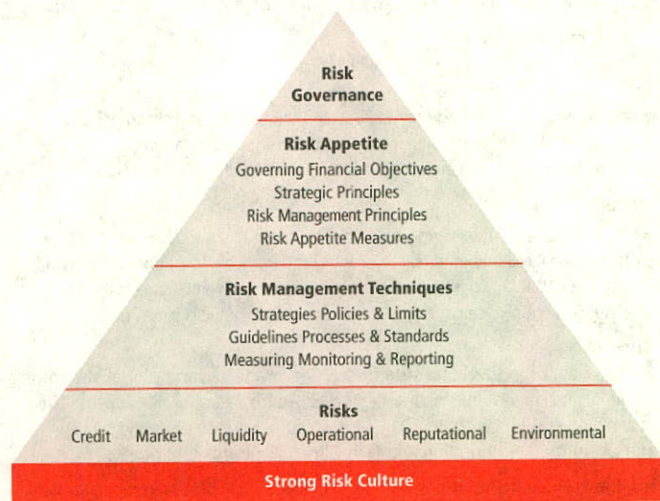 Risk
Governance
Risk Appetite
Governing Financial Objectives
Strategic Principles
Risk Management Principles
Risk Appetite Measures
Risk Management Techniques
Strategies Policies & Limits
Guidelines Processes & Standards
Measuring Monitoring & Reporting
Risks
Credit Market Liquidity Operational Reputational Environmental
Strong Risk Culture